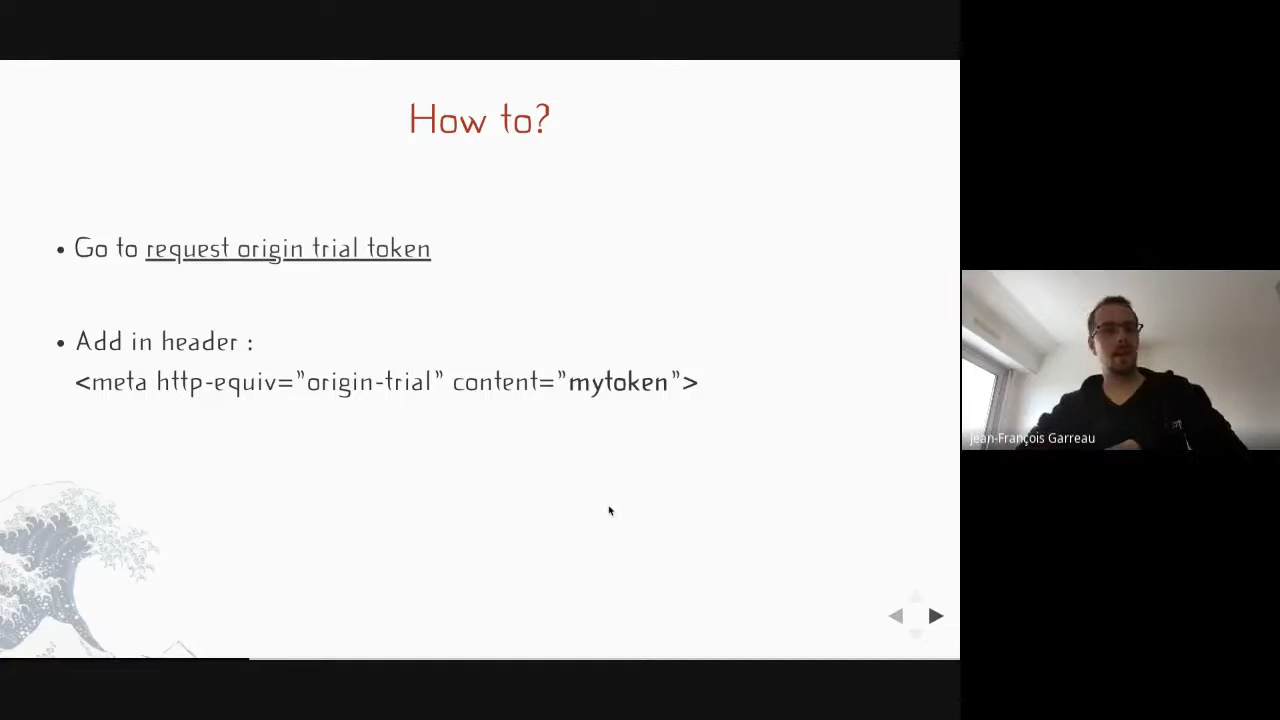 How to?
• Go to request origin trial token
• Add in header :
<meta http-equiv="origin-trial" content="mytoken">
Jean-François Garreau